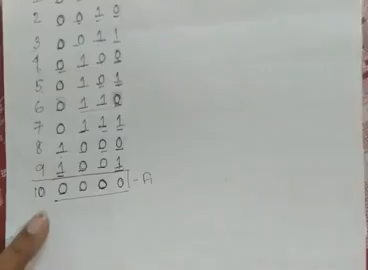 2 0 0 1 0
3 0 0 1 1
4 0 1 0 0
5 0 1 0 1
6 0 1 1 0
7 0 1 1 1
8 1 0 0 0
9 1 0 0 1
10 0 0 0 0 - A